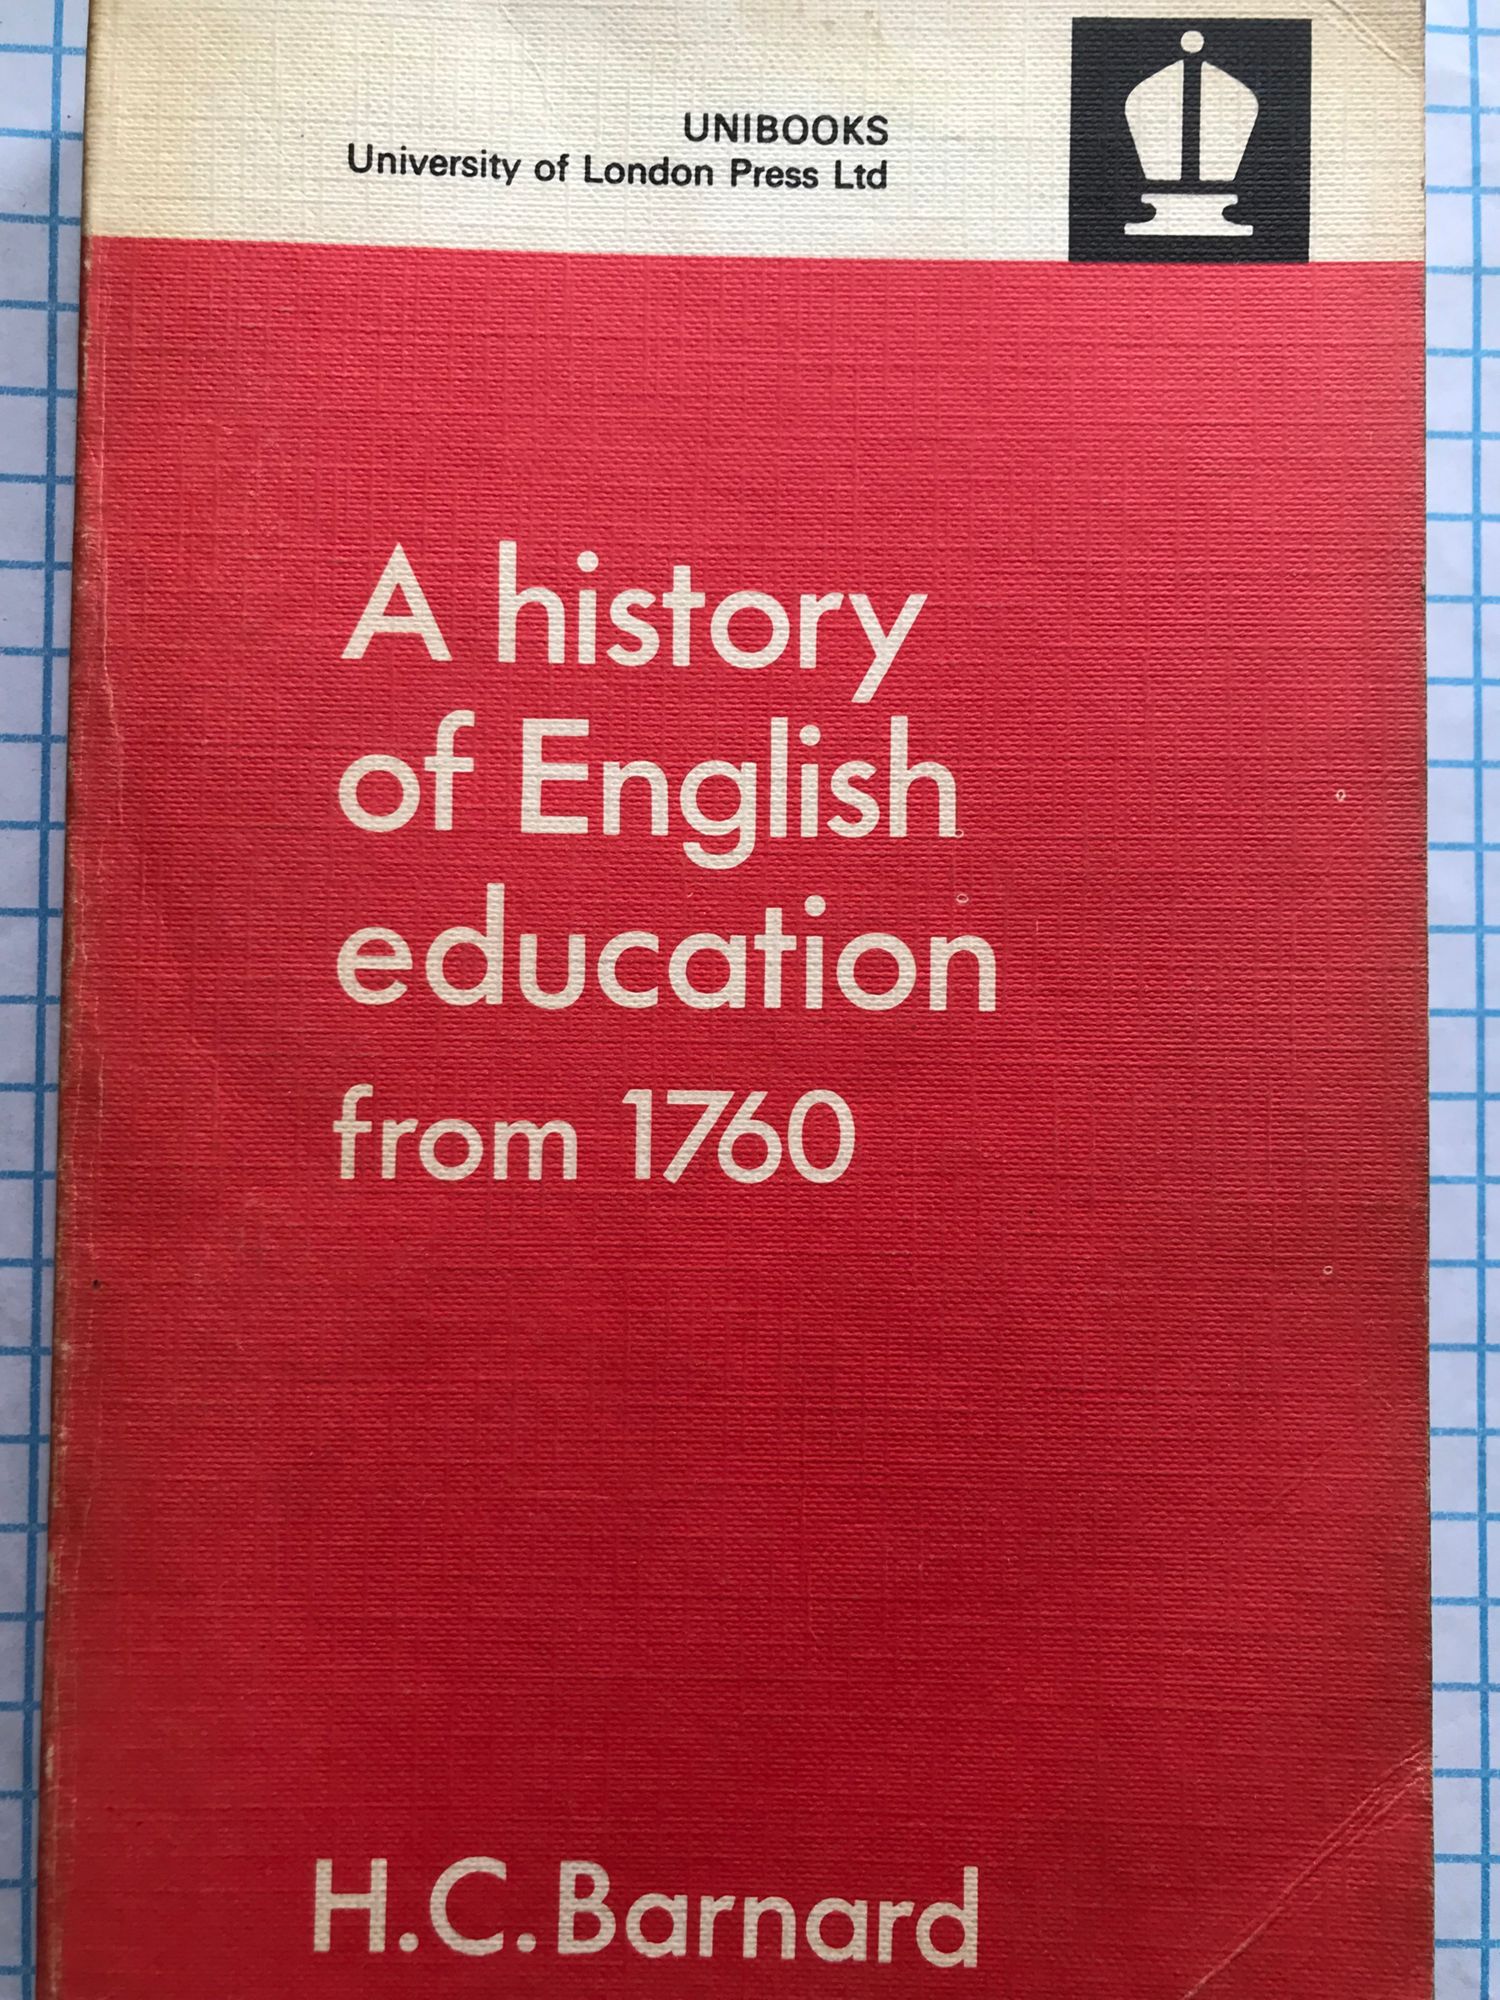 UNIBOOKS
University of London Press Ltd
A history
of English
education
from 1760
H.C. Barnard